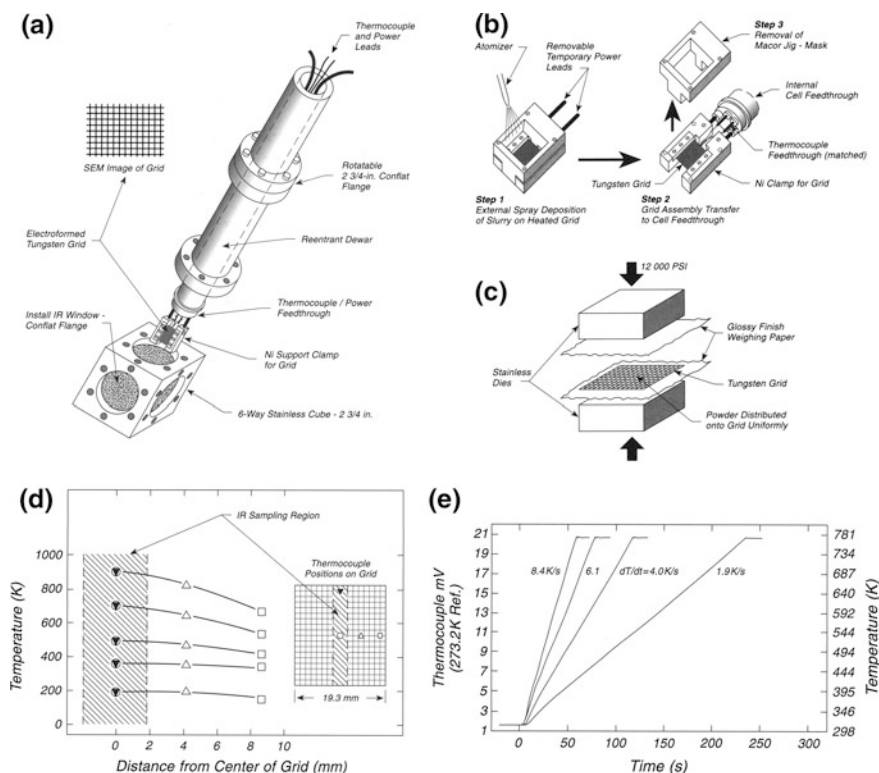 (a)
Thermocouple
and Power
Leads
SEM Image of Grid
Rotatable
2 3/4-in. Conflat
Flange
Electroformed
Tungsten Grid
Reentrant Dewar
Install IR Window -
Conflat Flange
Thermocouple / Power
Feedthrough
Ni Support Clamp
for Grid
6-Way Stainless Cube - 2 3/4 in.
(b)
Atomizer
Removable
Temporary Power
Leads
Step 3
Removal of
Macor Jig - Mask
Internal
Cell Feedthrough
Thermocouple
Feedthrough (matched)
Tungsten Grid
Ni Clamp for Grid
Step 1
External Spray Deposition
of Slurry on Heated Grid
Step 2
Grid Assembly Transfer
to Cell Feedthrough
(c)
12 000 PSI
Glossy Finish
Weighing Paper
Stainless
Dies
Tungsten Grid
Powder Distributed
onto Grid Uniformly
(d)
IR Sampling
Region
Thermocouple
Positions on Grid
19.3 mm
Temperature (K)
1000
800
600
400
200
0
0 2 4 6 8 10
Distance from Center of Grid (mm)
(e)
Thermocouple mV
(273.2K Ref.)
21
19
17
15
13
11
9
7
5
3
1
8.4K/s 6.1 dT/dt=4.0K/s 1.9K/s
781
734
687
640
592
544
494
446
395
346
298
Temperature (K)
0 50 100 150 200 250 300
Time (s)